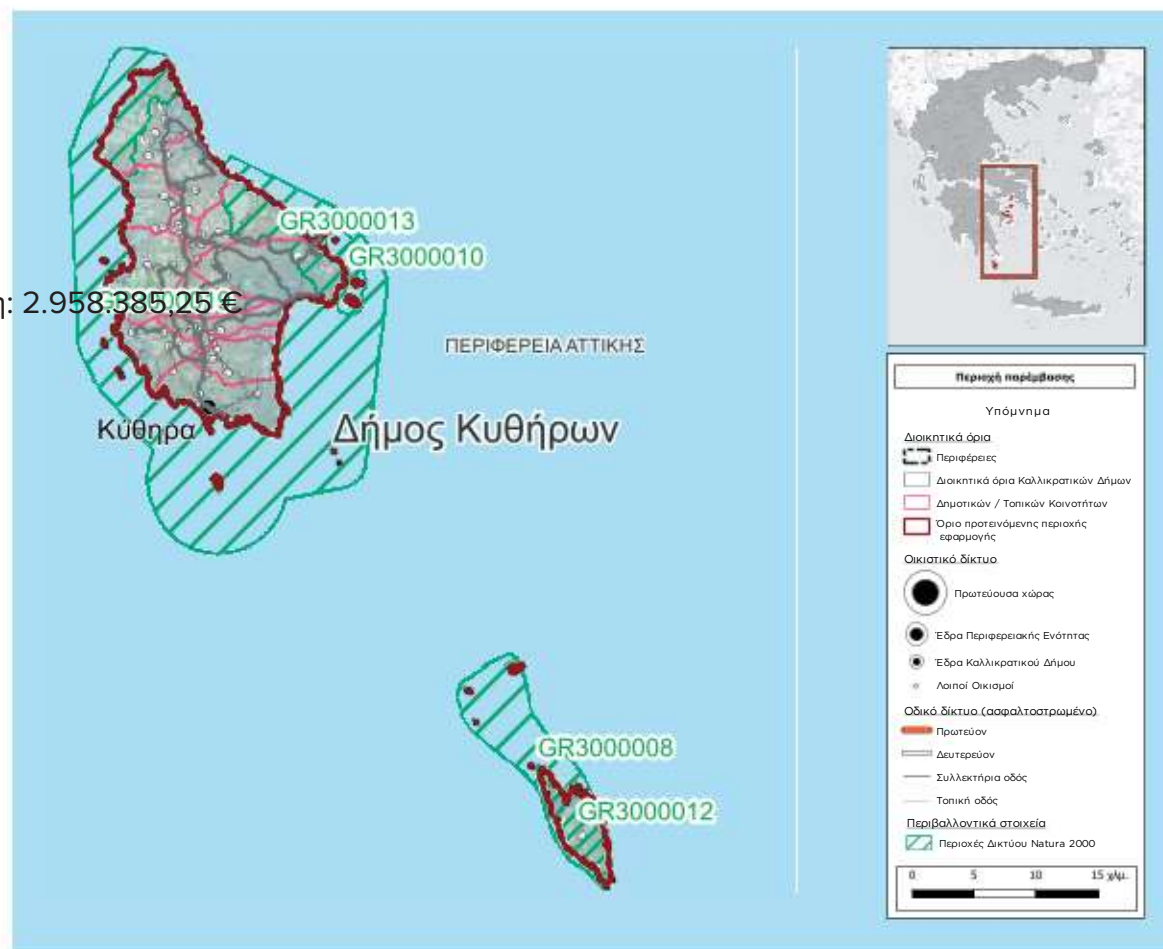 GR3000013
GR3000010
η: 2.958.385,25 €
ΠΕΡΙΦΕΡΕΙΑ ΑΤΤΙΚΗΣ
Κύθηρα
Δήμος Κυθήρων
GR3000008
GR3000012
Περιοχή παρέμβασης
Υπόμνημα
Διοικητικά όρια
Περιφέρειες
Διοικητικά όρια Καλλικρατικών Δήμων
Δημοτικών / Τοπικών Κοινοτήτων
Όριο προτεινόμενης περιοχής
εφαρμογής
Οικιστικό δίκτυο
Πρωτεύουσα χώρας
Έδρα Περιφερειακής Ενότητας
Έδρα Καλλικρατικού Δήμου
Λοιποί Οικισμοί
Οδικό δίκτυο (ασφαλτοστρωμένο)
Πρωτεύον
Δευτερεύον
Συλλεκτήρια οδός
Τοπική οδός
Περιβαλλοντικά στοιχεία
Περιοχές Δικτύου Natura 2000
0 5 10 15 χλμ.